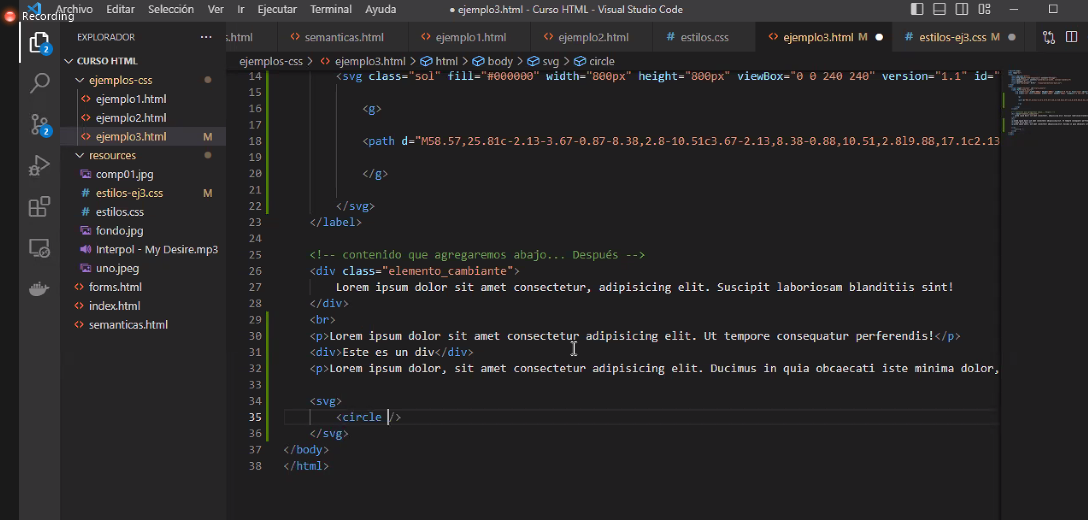 Recording
Archivo Editar Selección Ver Ir Ejecutar Terminal Ayuda
● ejemplo3.html - Curso HTML - Visual Studio Code
EXPLORADOR ...
s.html <> semanticas.html <> ejemplo1.html <> ejemplo2.html # estilos.css <> ejemplo3.html M ● # estilos-ej3.css M ●
CURSO HTML
ejemplos-css > <> ejemplo3.html > html > body > svg > circle
ejemplos-css
ejemplo1.html
ejemplo2.html
ejemplo3.html M
resources
comp01.jpg
# estilos-ej3.css M
# estilos.css
fondo.jpg
Interpol - My Desire.mp3
uno.jpeg
<> forms.html
<> index.html
<> semanticas.html
2
2
14 <svg class="sol" fill="#000000" width="800px" height="800px" viewBox="0 0 240 240" version="1.1" id="
15
16 <g>
17
18 <path d="M58.57,25.81c-2.13-3.67-0.87-8.38,2.8-10.51c3.67-2.13,8.38-0.88,10.51,2.8l9.88,17.1c2.13
19
20 </g>
21
22 </svg>
23 </label>
24
25 <!-- contenido que agregaremos abajo... Después -->
26 <div class="elemento_cambiante">
27 Lorem ipsum dolor sit amet consectetur, adipisicing elit. Suscipit laboriosam blanditiis sint!
28 </div>
29 <br>
30 <p>Lorem ipsum dolor sit amet consectetur adipisicing elit. Ut tempore consequatur perferendis!</p>
31 <div>Este es un div</div>
32 <p>Lorem ipsum dolor, sit amet consectetur adipisicing elit. Ducimus in quia obcaecati iste minima dolor,
33
34 <svg>
35 <circle />
36 </svg>
37 </body>
38 </html>